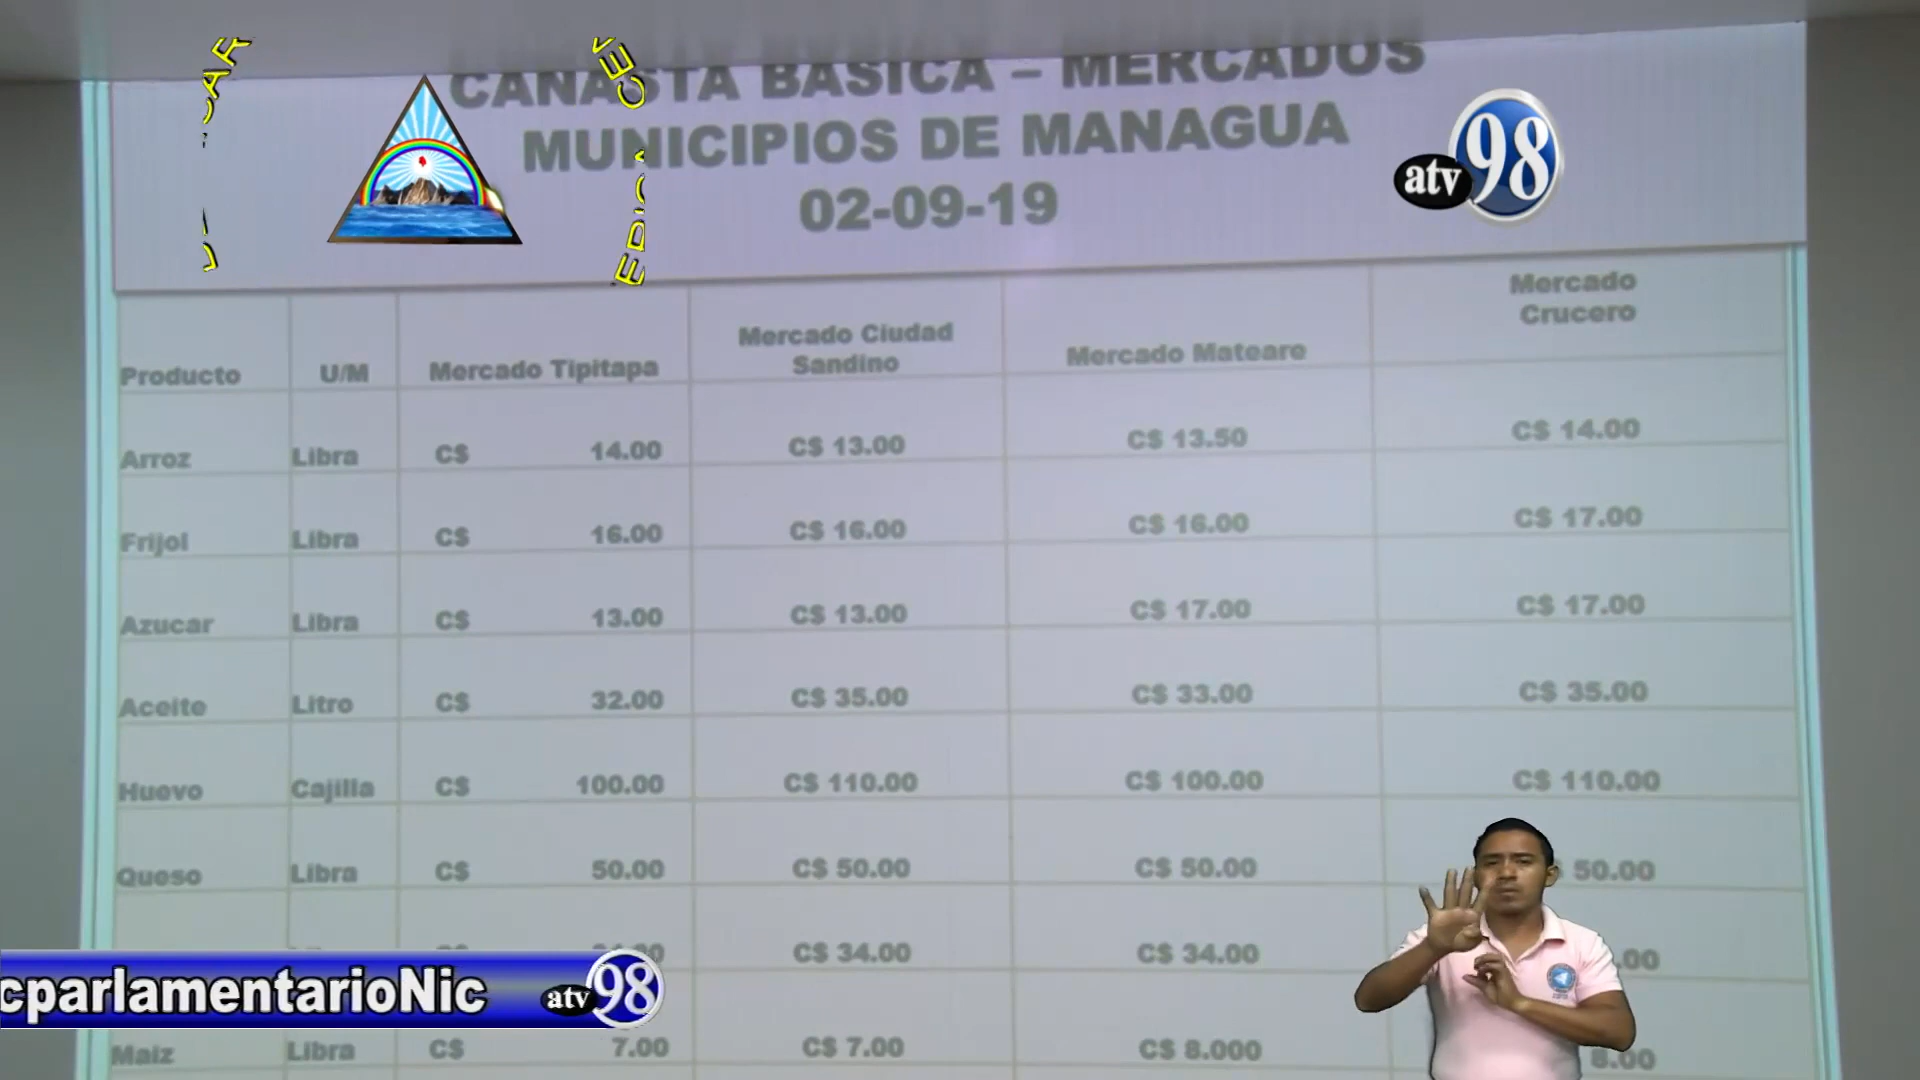 CANASTA BASICA – MERCADOS
MUNICIPIOS DE MANAGUA
02-09-19
atv 98
Producto U/M Mercado Tipitapa Mercado Ciudad Sandino Mercado Mateare Mercado Crucero
Arroz Libra C$ 14.00 C$ 13.00 C$ 13.50 C$ 14.00
Frijol Libra C$ 16.00 C$ 16.00 C$ 16.00 C$ 17.00
Azucar Libra C$ 13.00 C$ 13.00 C$ 17.00 C$ 17.00
Aceite Litro C$ 32.00 C$ 35.00 C$ 33.00 C$ 35.00
Huevo Cajilla C$ 100.00 C$ 110.00 C$ 100.00 C$ 110.00
Queso Libra C$ 50.00 C$ 50.00 C$ 50.00 50.00
C$ 34.00 C$ 34.00 .00
cparlamentarioNic atv 98
Maiz Libra C$ 7.00 C$ 7.00 C$ 8.000 8.00